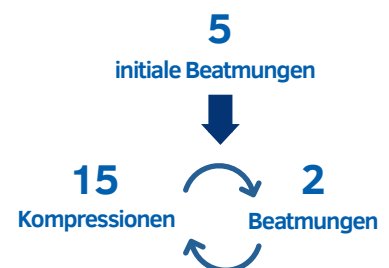 5
initiale Beatmungen
15
Kompressionen
2
Beatmungen